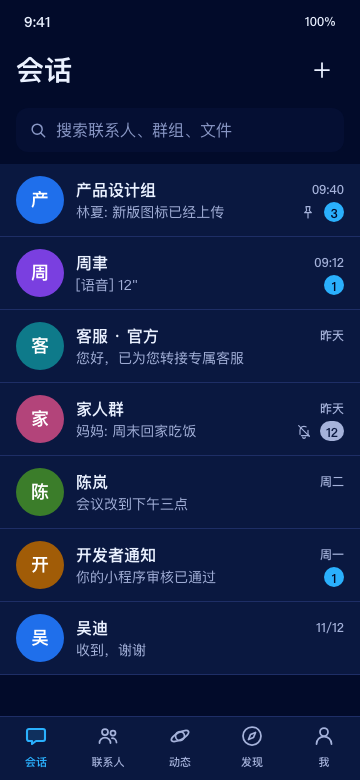 9:41
100%
会话
搜索联系人、群组、文件
产
产品设计组
09:40
林夏: 新版图标已经上传
3
周
周聿
09:12
[语音] 12"
1
客
客服 · 官方
昨天
您好，已为您转接专属客服
家
家人群
昨天
妈妈: 周末回家吃饭
12
陈
陈岚
周二
会议改到下午三点
开
开发者通知
周一
你的小程序审核已通过
1
吴
吴迪
11/12
收到，谢谢
会话
联系人
动态
发现
我